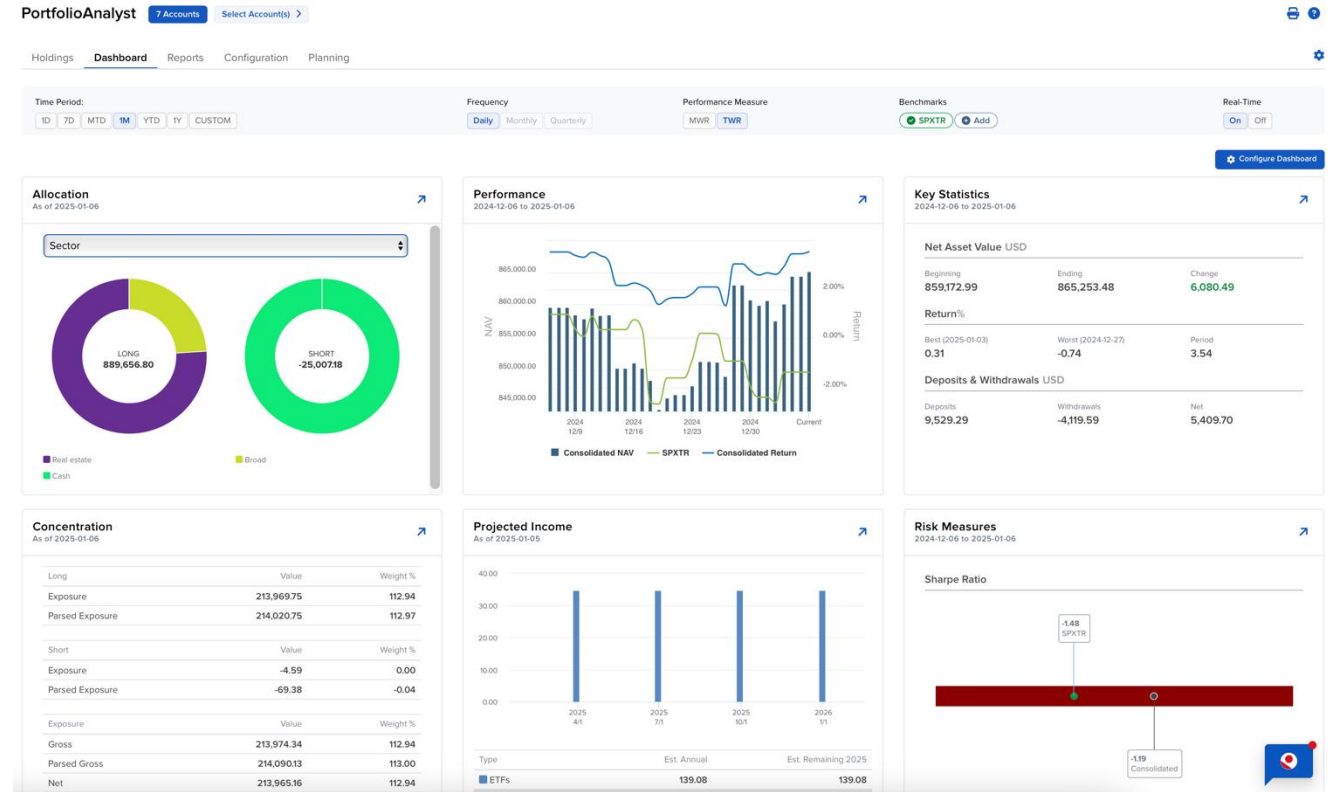 PortfolioAnalyst 7 Accounts Select Account(s)
Holdings Dashboard Reports Configuration Planning
Time Period: Frequency Performance Measure Benchmarks Real-Time
1D 7D MTD 1M YTD 1Y CUSTOM Daily Monthly Quarterly MWR TWR SPXTR Add On Off
Configure Dashboard
Allocation
As of 2025-01-06
Sector
LONG
889,656.80
SHORT
-25,007.18
Real estate Broad
Cash
Performance
2024-12-06 to 2025-01-06
865,000.00
860,000.00
855,000.00
850,000.00
845,000.00
NAV
2.00%
0.00%
-2.00%
Return
2024 2024 2024 2024 Current
12/9 12/16 12/23 12/30
Consolidated NAV SPXTR Consolidated Return
Key Statistics
2024-12-06 to 2025-01-06
Net Asset Value USD
Beginning Ending Change
859,172.99 865,253.48 6,080.49
Return%
Best (2025-01-03) Worst (2024-12-27) Period
0.31 -0.74 3.54
Deposits & Withdrawals USD
Deposits Withdrawals Net
9,529.29 -4,119.59 5,409.70
Concentration
As of 2025-01-06
Long Value Weight %
Exposure 213,969.75 112.94
Parsed Exposure 214,020.75 112.97
Short Value Weight %
Exposure -4.59 0.00
Parsed Exposure -69.38 -0.04
Exposure Value Weight %
Gross 213,974.34 112.94
Parsed Gross 214,090.13 113.00
Net 213,965.16 112.94
Projected Income
As of 2025-01-05
40.00
30.00
20.00
10.00
0.00
2025 2025 2025 2026
4/1 7/1 10/1 1/1
Type Est. Annual Est. Remaining 2025
ETFs 139.08 139.08
Risk Measures
2024-12-06 to 2025-01-06
Sharpe Ratio
-1.48
SPXTR
-1.19
Consolidated